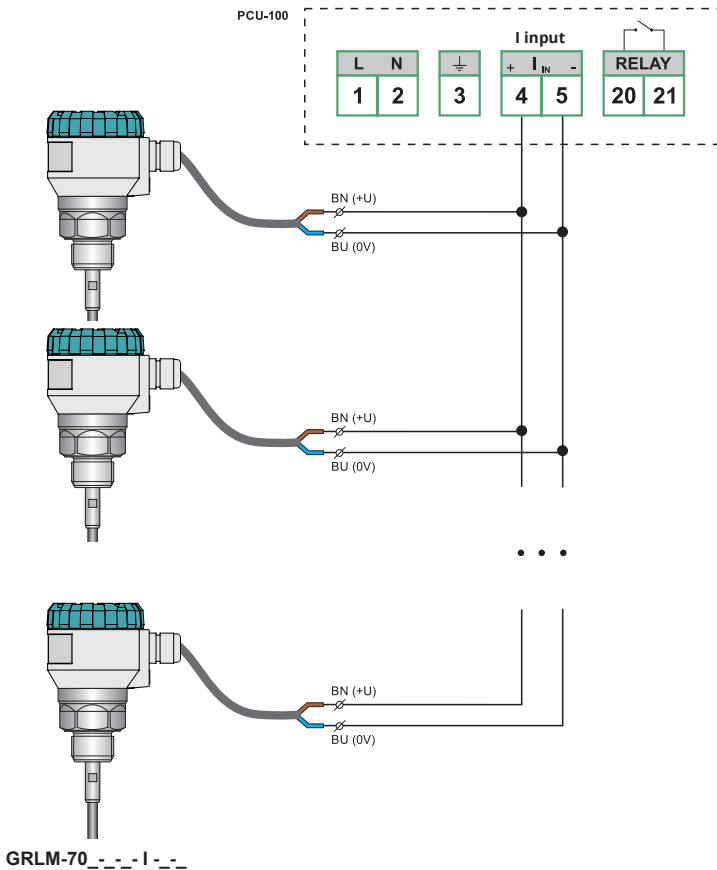 PCU-100
I input
L N
⏚
+ I IN -
RELAY
1 2
3
4 5
20 21
BN (+U)
BU (0V)
BN (+U)
BU (0V)
• • •
BN (+U)
BU (0V)
GRLM-70_-_-_- I -_-_